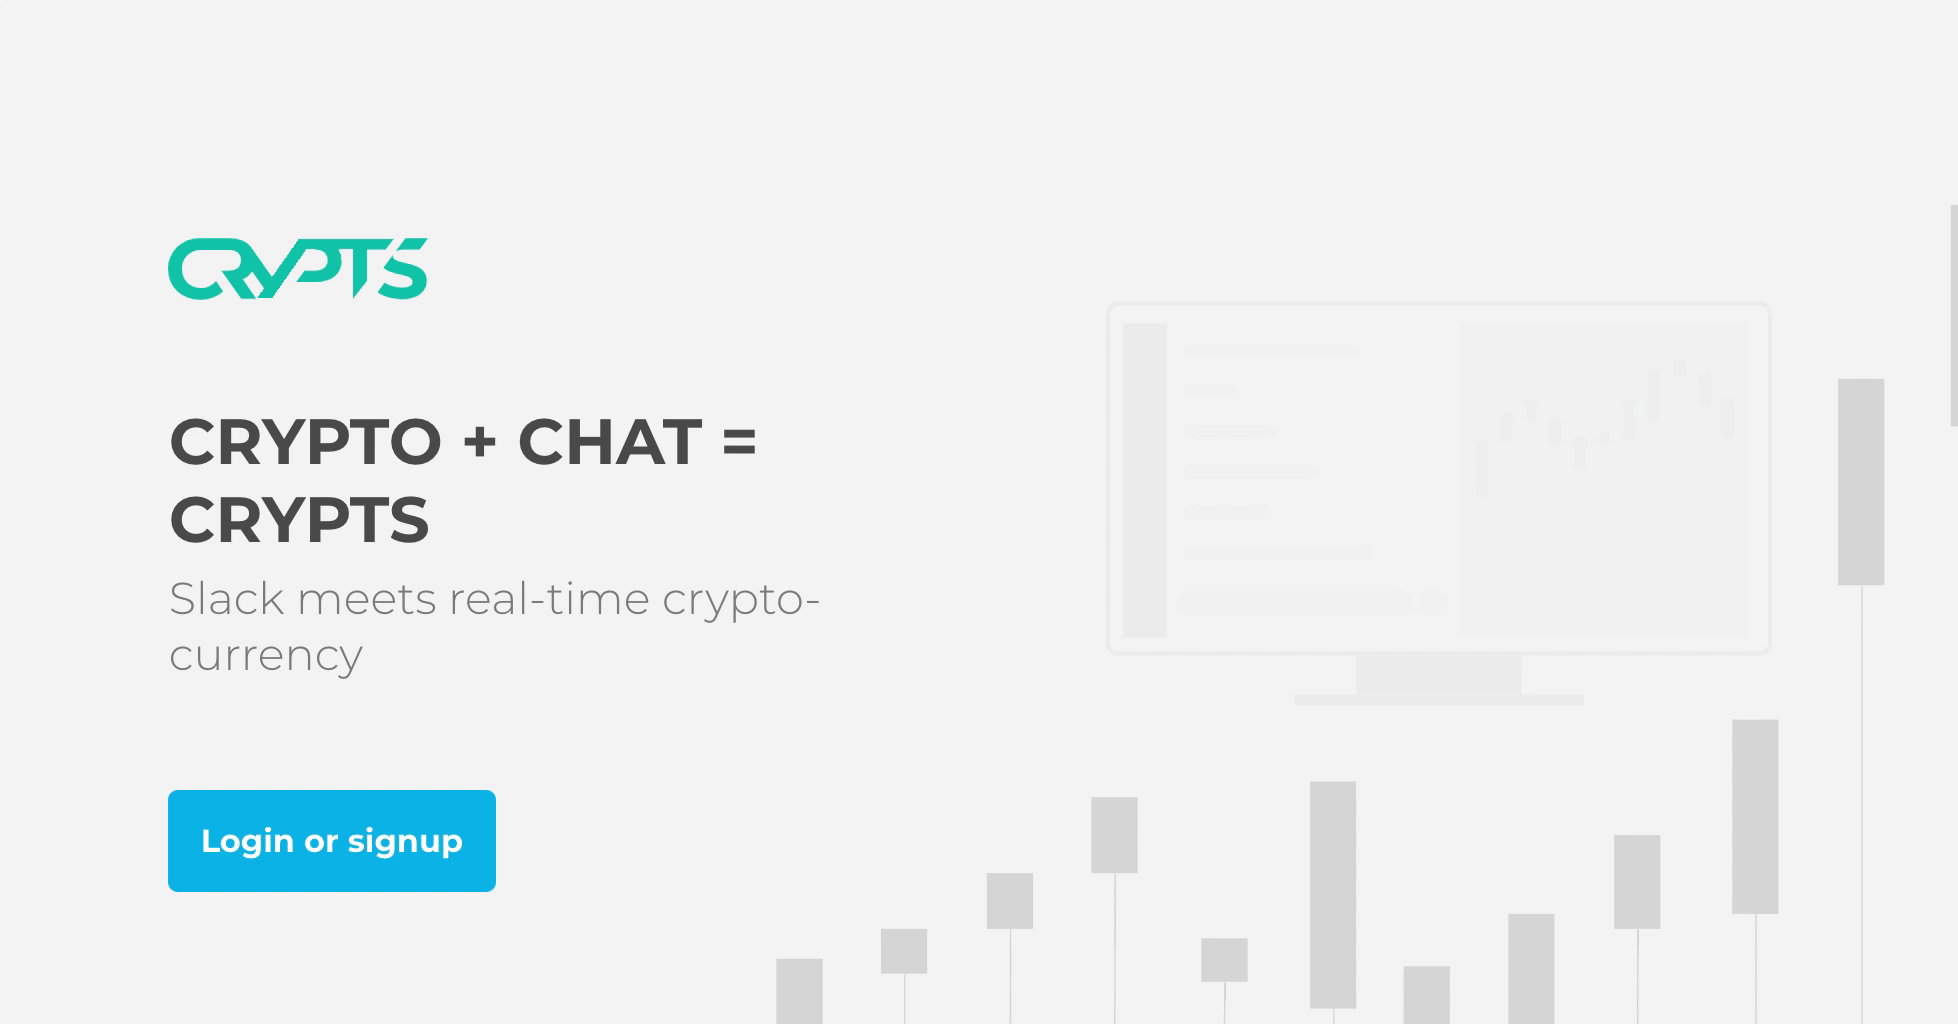 CRYPTS
CRYPTO + CHAT =
CRYPTS
Slack meets real-time crypto-
currency
Login or signup